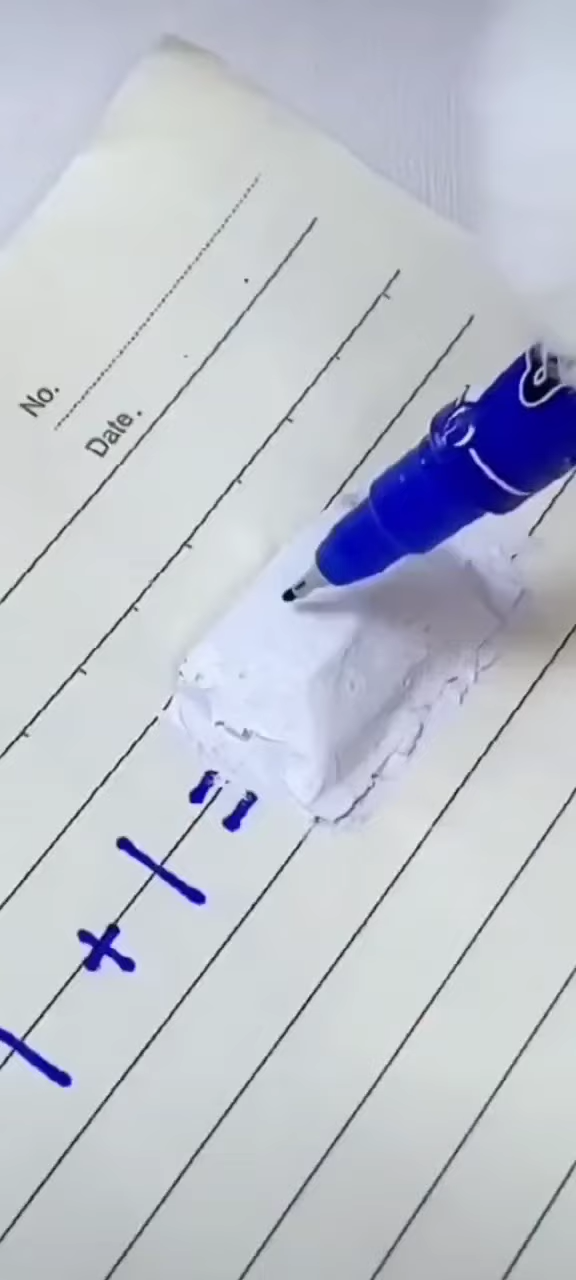 No.
Date.
1 + 1 =